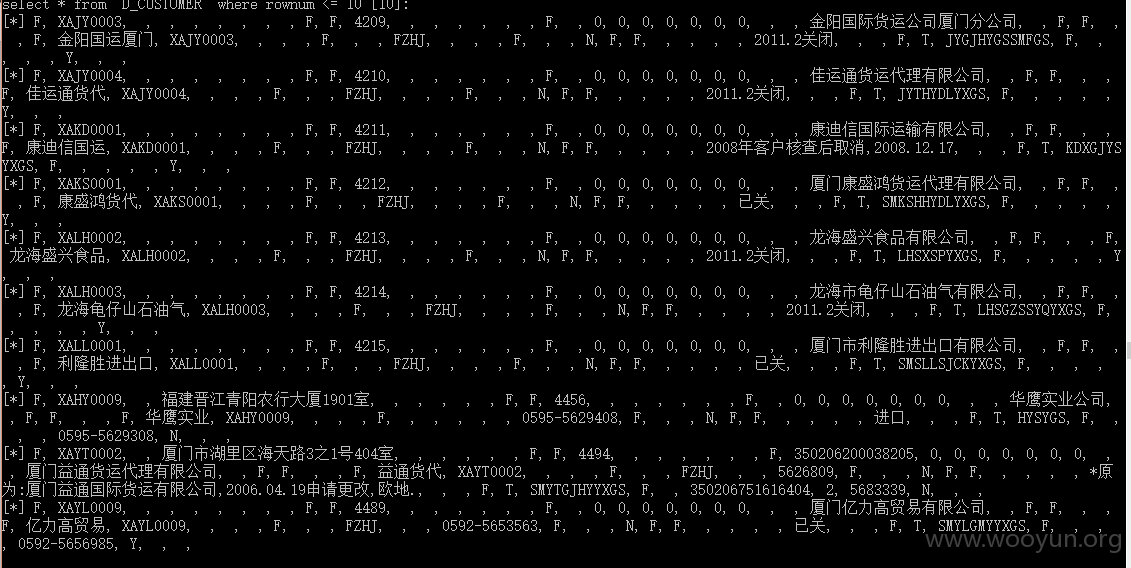 select * from  D_CUSTOMER  where rownum <= 10 [10]:
[*] F, XAJY0003, , , , , , , , F, F, 4209, , , , , , , F, , 0, 0, 0, 0, 0, 0, 0, , , 金阳国际货运公司厦门分公司, , F, F, ,
, , F, 金阳国运厦门, XAJY0003, , , , F, , , FZHJ, , , , F, , , N, F, F, , , , , , 2011.2关闭, , , F, T, JYGJHYGSSMFGS, F, ,
, , , Y, , ,
[*] F, XAJY0004, , , , , , , , F, F, 4210, , , , , , , F, , 0, 0, 0, 0, 0, 0, 0, , , 佳运通货运代理有限公司, , F, F, , ,
F, 佳运通货代, XAJY0004, , , , F, , , FZHJ, , , , F, , , N, F, F, , , , , , 2011.2关闭, , , F, T, JYTHYDLYXGS, F, , , , ,
Y, , ,
[*] F, XAKD0001, , , , , , , , F, F, 4211, , , , , , , F, , 0, 0, 0, 0, 0, 0, 0, , , 康迪信国际运输有限公司, , F, F, , ,
F, 康迪信国运, XAKD0001, , , , F, , , FZHJ, , , , F, , , N, F, F, , , , , , 2008年客户核查后取消,2008.12.17, , , F, T, KDXGJYS
YXGS, F, , , , , Y, , ,
[*] F, XAKS0001, , , , , , , , F, F, 4212, , , , , , , F, , 0, 0, 0, 0, 0, 0, 0, , , 厦门康盛鸿货运代理有限公司, , F, F, ,
, , F, 康盛鸿货代, XAKS0001, , , , F, , , FZHJ, , , , F, , , N, F, F, , , , , , 已关, , , F, T, SMKSHHYDLYXGS, F, , , , ,
Y, , ,
[*] F, XALH0002, , , , , , , , F, F, 4213, , , , , , , F, , 0, 0, 0, 0, 0, 0, 0, , , 龙海盛兴食品有限公司, , F, F, , , F,
龙海盛兴食品, XALH0002, , , , F, , , FZHJ, , , , F, , , N, F, F, , , , , , 2011.2关闭, , , F, T, LHSXSPYXGS, F, , , , , Y
, , ,
[*] F, XALH0003, , , , , , , , F, F, 4214, , , , , , , F, , 0, 0, 0, 0, 0, 0, 0, , , 龙海市龟仔山石油气有限公司, , F, F,
, , F, 龙海龟仔山石油气, XALH0003, , , , F, , , FZHJ, , , , F, , , N, F, F, , , , , , 2011.2关闭, , , F, T, LHSGZSSYQYXGS, F,
, , , , Y, , ,
[*] F, XALL0001, , , , , , , , F, F, 4215, , , , , , , F, , 0, 0, 0, 0, 0, 0, 0, , , 厦门市利隆胜进出口有限公司, , F, F,
, , F, 利隆胜进出口, XALL0001, , , , F, , , FZHJ, , , , F, , , N, F, F, , , , , , 已关, , , F, T, SMSLLSJCKYXGS, F, , , ,
, Y, , ,
[*] F, XAHY0009, , 福建晋江青阳农行大厦1901室, , , , , , F, F, 4456, , , , , , , F, , 0, 0, 0, 0, 0, 0, 0, , , 华鹰实业公司,
, F, F, , , F, 华鹰实业, XAHY0009, , , , F, , , , , , 0595-5629408, F, , , N, F, F, , , , , , 进口, , , F, T, HYSYGS, F, ,
, , 0595-5629308, N, , ,
[*] F, XAYT0002, , 厦门市湖里区海天路3之1号404室, , , , , , F, F, 4494, , , , , , , F, 350206200038205, 0, 0, 0, 0, 0, 0, 0, ,
, 厦门益通货运代理有限公司, , F, F, , , F, 益通货代, XAYT0002, , , , F, , , FZHJ, , , 5626809, F, , , N, F, F, , , , , , *原
为:厦门益通国际货运有限公司,2006.04.19申请更改,欧地., , , F, T, SMYTGJHYYXGS, F, , , 350206751616404, 2, 5683339, N, , ,
[*] F, XAYL0009, , , , , , , , F, F, 4489, , , , , , , F, , 0, 0, 0, 0, 0, 0, 0, , , 厦门亿力高贸易有限公司, , F, F, , ,
F, 亿力高贸易, XAYL0009, , , , F, , , FZHJ, , , 0592-5653563, F, , , N, F, F, , , , , , 已关, , , F, T, SMYLGMYYXGS, F, , ,
, 0592-5656985, Y, , ,
www.wooyun.org